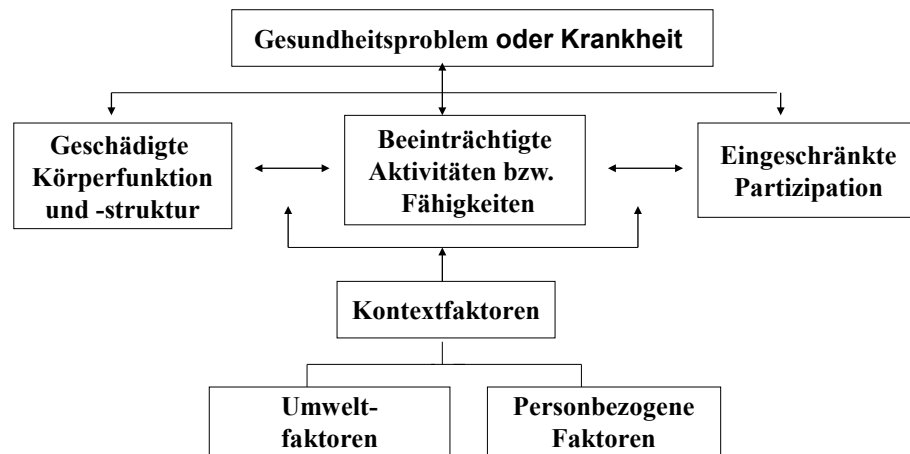 Gesundheitsproblem oder Krankheit
Geschädigte
Körperfunktion
und -struktur
Beeinträchtigte
Aktivitäten bzw.
Fähigkeiten
Eingeschränkte
Partizipation
Kontextfaktoren
Umwelt-
faktoren
Personbezogene
Faktoren